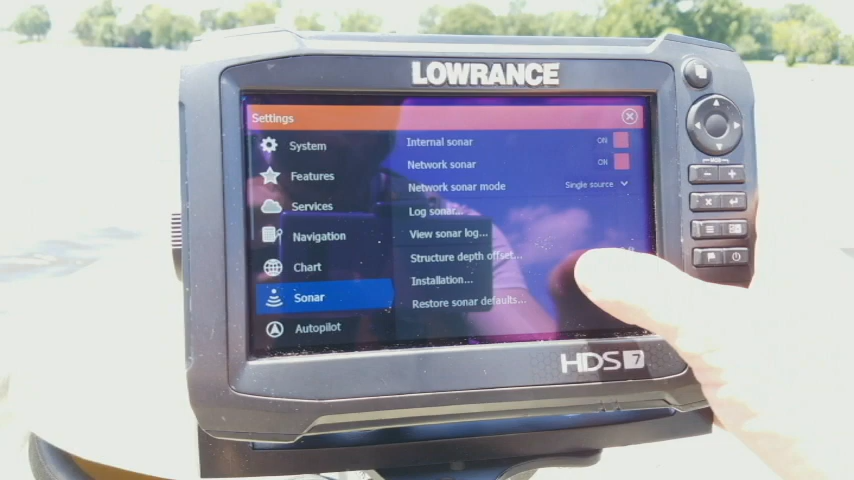 LOWRANCE
Settings
System
Features
Services
Navigation
Chart
Sonar
Autopilot
Internal sonar ON
Network sonar ON
Network sonar mode Single source
Log sonar...
View sonar log...
Structure depth offset...
Installation...
Restore sonar defaults...
HDS 7